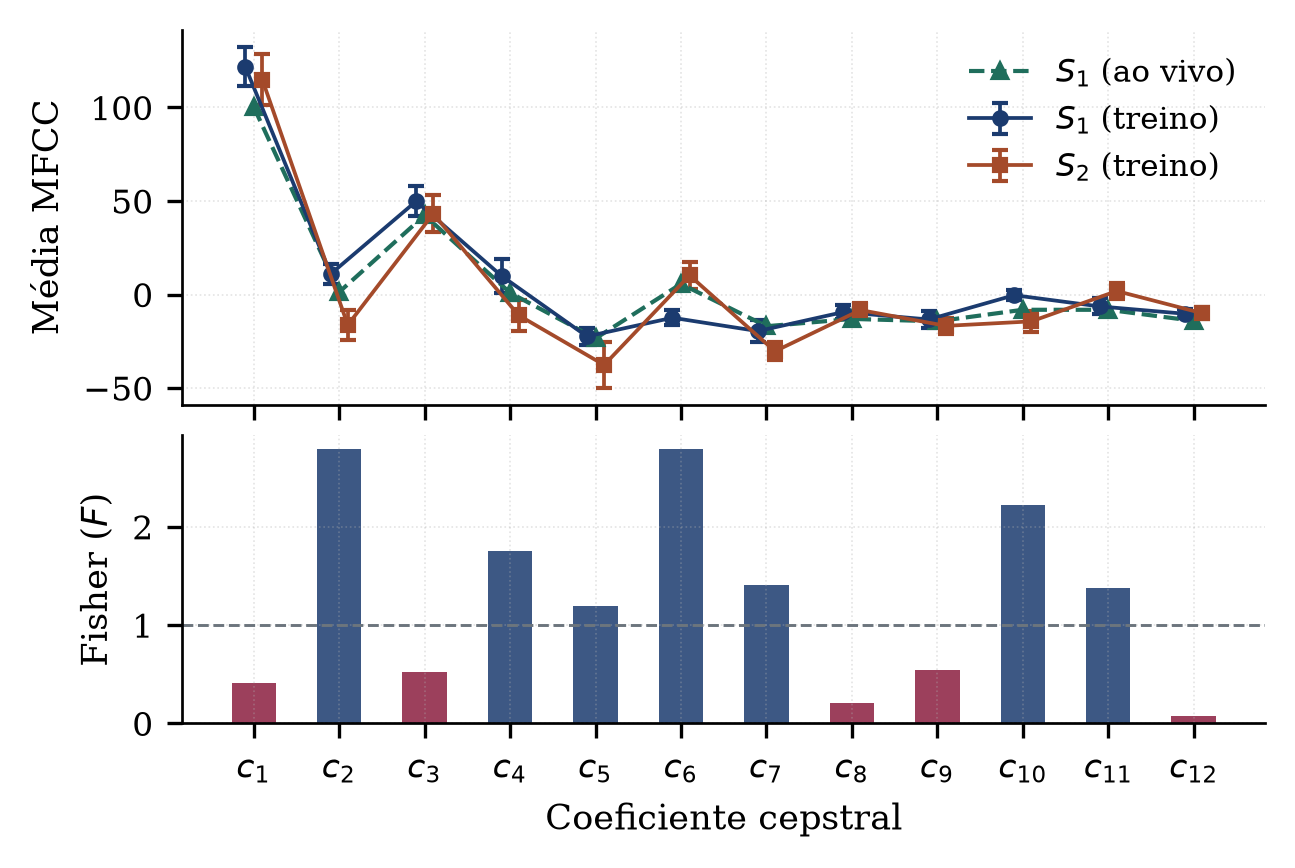 Média MFCC
100
50
0
−50
S₁ (ao vivo)
S₁ (treino)
S₂ (treino)
Fisher (F)
2
1
0
c₁ c₂ c₃ c₄ c₅ c₆ c₇ c₈ c₉ c₁₀ c₁₁ c₁₂
Coeficiente cepstral